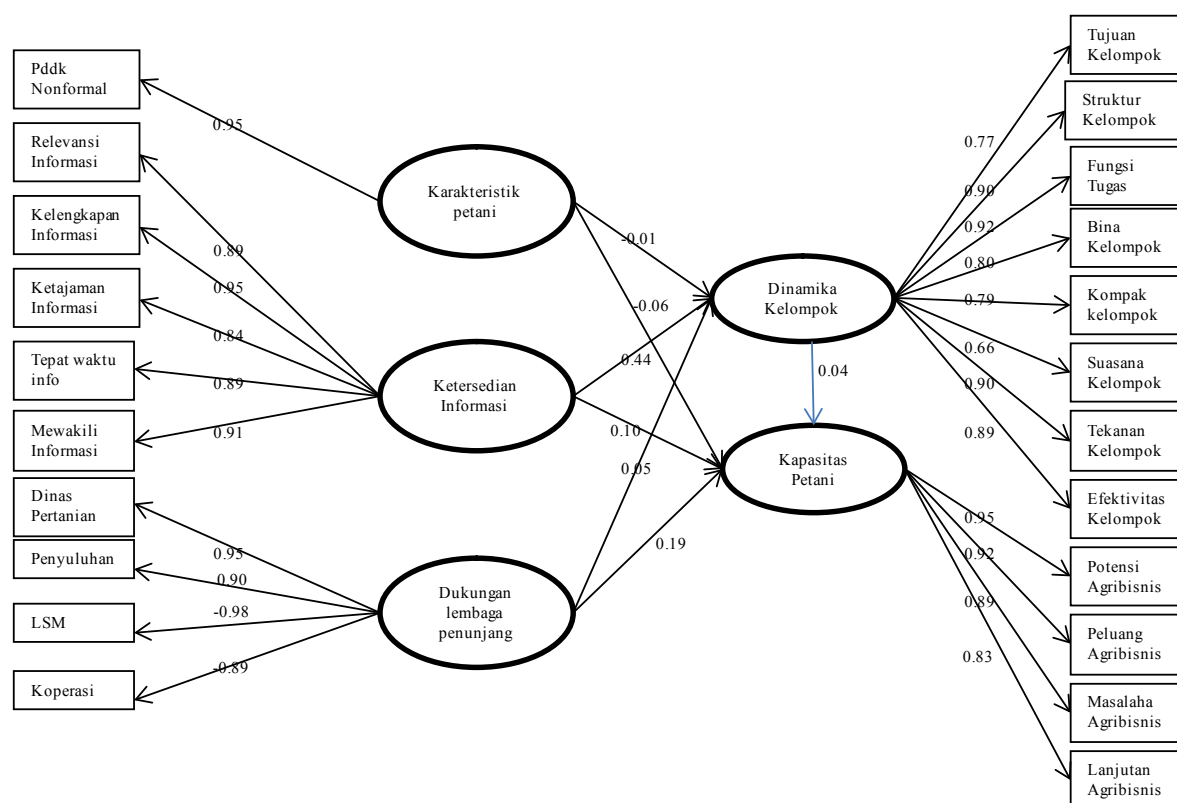 Pddk
Nonformal
Relevansi
Informasi
Kelengkapan
Informasi
Ketajaman
Informasi
Tepat waktu
info
Mewakili
Informasi
Dinas
Pertanian
Penyuluhan
LSM
Koperasi
0.95
0.89
0.95
0.84
0.89
0.91
0.95
0.90
-0.98
-0.89
Karakteristik
petani
Ketersedian
Informasi
Dukungan
lembaga
penunjang
-0.01
-0.06
0.44
0.10
0.05
0.19
Dinamika
Kelompok
0.04
Kapasitas
Petani
0.77
0.90
0.92
0.80
0.79
0.66
0.90
0.89
0.95
0.92
0.89
0.83
Tujuan
Kelompok
Struktur
Kelompok
Fungsi
Tugas
Bina
Kelompok
Kompak
kelompok
Suasana
Kelompok
Tekanan
Kelompok
Efektivitas
Kelompok
Potensi
Agribisnis
Peluang
Agribisnis
Masalaha
Agribisnis
Lanjutan
Agribisnis